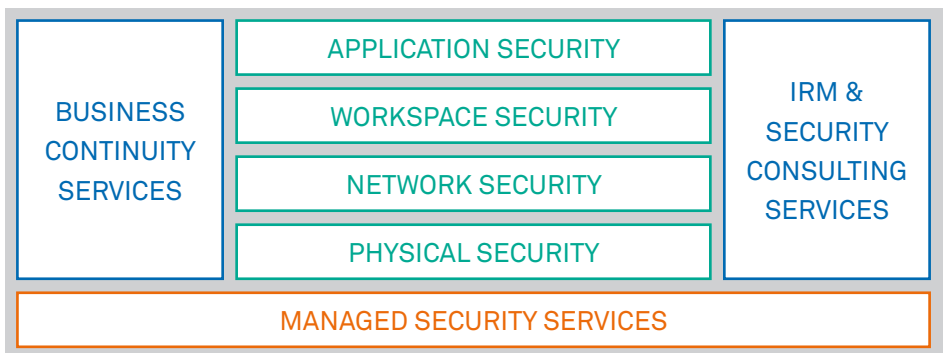 BUSINESS
CONTINUITY
SERVICES
APPLICATION SECURITY
WORKSPACE SECURITY
NETWORK SECURITY
PHYSICAL SECURITY
IRM &
SECURITY
CONSULTING
SERVICES
MANAGED SECURITY SERVICES